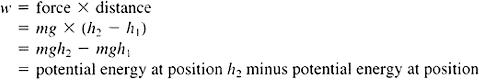 w = force × distance
= mg × (h₂ − h₁)
= mgh₂ − mgh₁
= potential energy at position h₂ minus potential energy at position